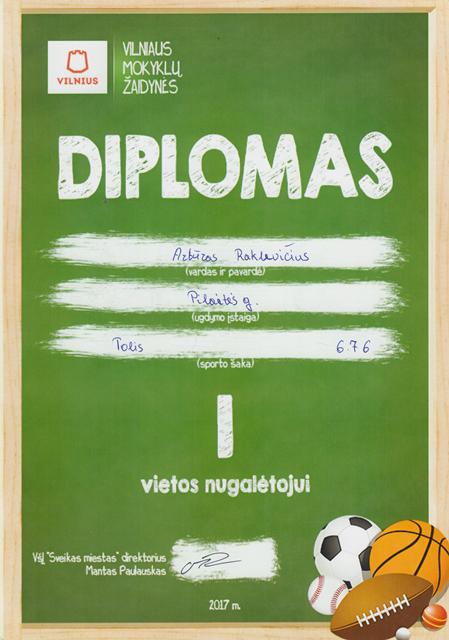 VILNIUS
VILNIAUS
MOKYKLŲ
ŽAIDYNĖS
DIPLOMAS
Azbūzas Raklevičius
(vardas ir pavardė)
Pilaitės g.
(ugdymo įstaiga)
Tolis 6.76
(sporto šaka)
I
vietos nugalėtojui
VšĮ "Sveikas miestas" direktorius
Mantas Paulauskas
2017 m.